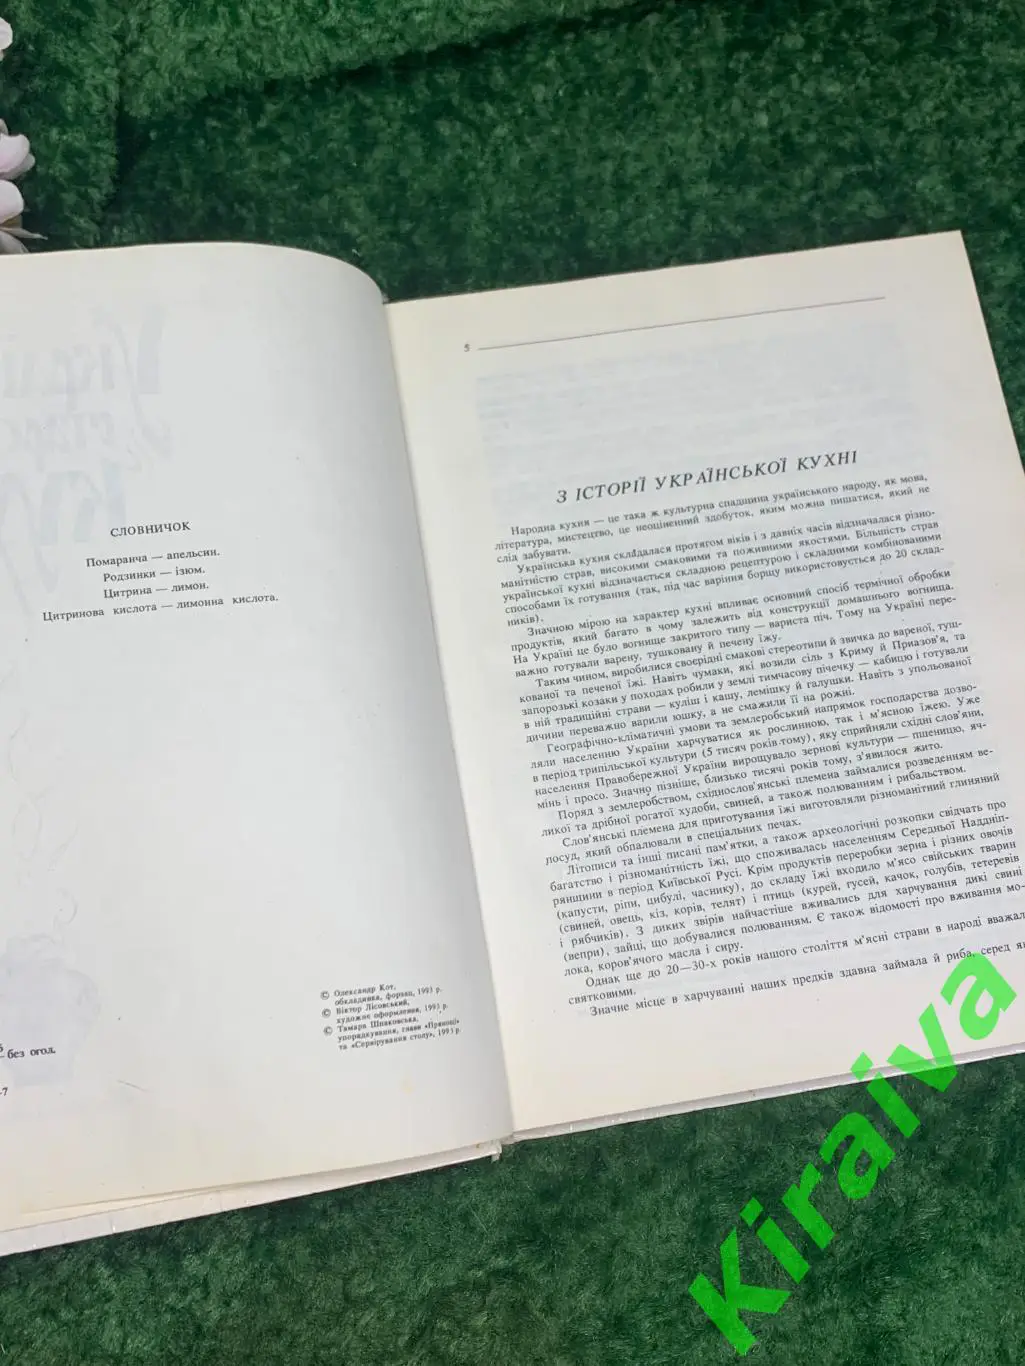 СЛОВНИЧОК
Помаранча — апельсин.
Родзинки — ізюм.
Цитрина — лимон.
Цитринова кислота — лимонна кислота.
© Олександр Кот,
обкладинка, форзац, 1993 р.
© Віктор Лісовський,
художнє оформлення, 1993 р.
© Тамара Шпаковська,
упорядкування, глави «Прянощі»
та «Сервірування столу», 1993 р.
без огол.
5
З ІСТОРІЇ УКРАЇНСЬКОЇ КУХНІ
Народна кухня — це така ж культурна спадщина українського народу, як мова,
література, мистецтво, це неоціненний здобуток, яким можна пишатися, який не
слід забувати.
Українська кухня складалася протягом віків і з давніх часів відзначалася різно-
манітністю страв, високими смаковими та поживними якостями. Більшість страв
української кухні відзначається складною рецептурою і складними комбінованими
способами їх готування (так, під час варіння борщу використовується до 20 склад-
ників).
Значною мірою на характер кухні впливає основний спосіб термічної обробки
продуктів, який багато в чому залежить від конструкції домашнього вогнища.
На Україні це було вогнище закритого типу — вариста піч. Тому на Україні пере-
важно готували варену, тушковану й печену їжу.
Таким чином, виробилися своєрідні смакові стереотипи й звичка до вареної, туш-
кованої та печеної їжі. Навіть чумаки, які возили сіль з Криму й Приазов'я, та
запорозькі козаки у походах робили у землі тимчасову пічечку — кабицю і готували
в ній традиційні страви — куліш і кашу, лемішку й галушки. Навіть з упольованої
дичини переважно варили юшку, а не смажили її на рожні.
Географічно-кліматичні умови та землеробський напрямок господарства дозво-
ляли населенню України харчуватися як рослинною, так і м'ясною їжею. Уже
в період трипільської культури (5 тисяч років тому), яку сприйняли східні слов'яни,
населення Правобережної України вирощувало зернові культури — пшеницю, яч-
мінь і просо. Значно пізніше, близько тисячі років тому, з'явилося жито.
Поряд з землеробством, східнослов'янські племена займалися розведенням ве-
ликої та дрібної рогатої худоби, свиней, а також полюванням і рибальством.
Слов'янські племена для приготування їжі виготовляли різноманітний глиняний
посуд, який обпалювали в спеціальних печах.
Літописи та інші писані пам'ятки, а також археологічні розкопки свідчать про
багатство і різноманітність їжі, що споживалась населенням Середньої Наддніп-
рянщини в період Київської Русі. Крім продуктів переробки зерна і різних овочів
(капусти, ріпи, цибулі, часнику), до складу їжі входило м'ясо свійських тварин
(свиней, овець, кіз, корів, телят) і птиць (курей, гусей, качок, голубів, тетеревів
і рябчиків). З диких звірів найчастіше вживались для харчування дикі свині
(вепри), зайці, що добувалися полюванням. Є також відомості про вживання мо-
лока, коров'ячого масла і сиру.
Однак ще до 20—30-х років нашого століття м'ясні страви в народі вважал
святковими.
Значне місце в харчуванні наших предків здавна займала й риба, серед як
Kiraiva